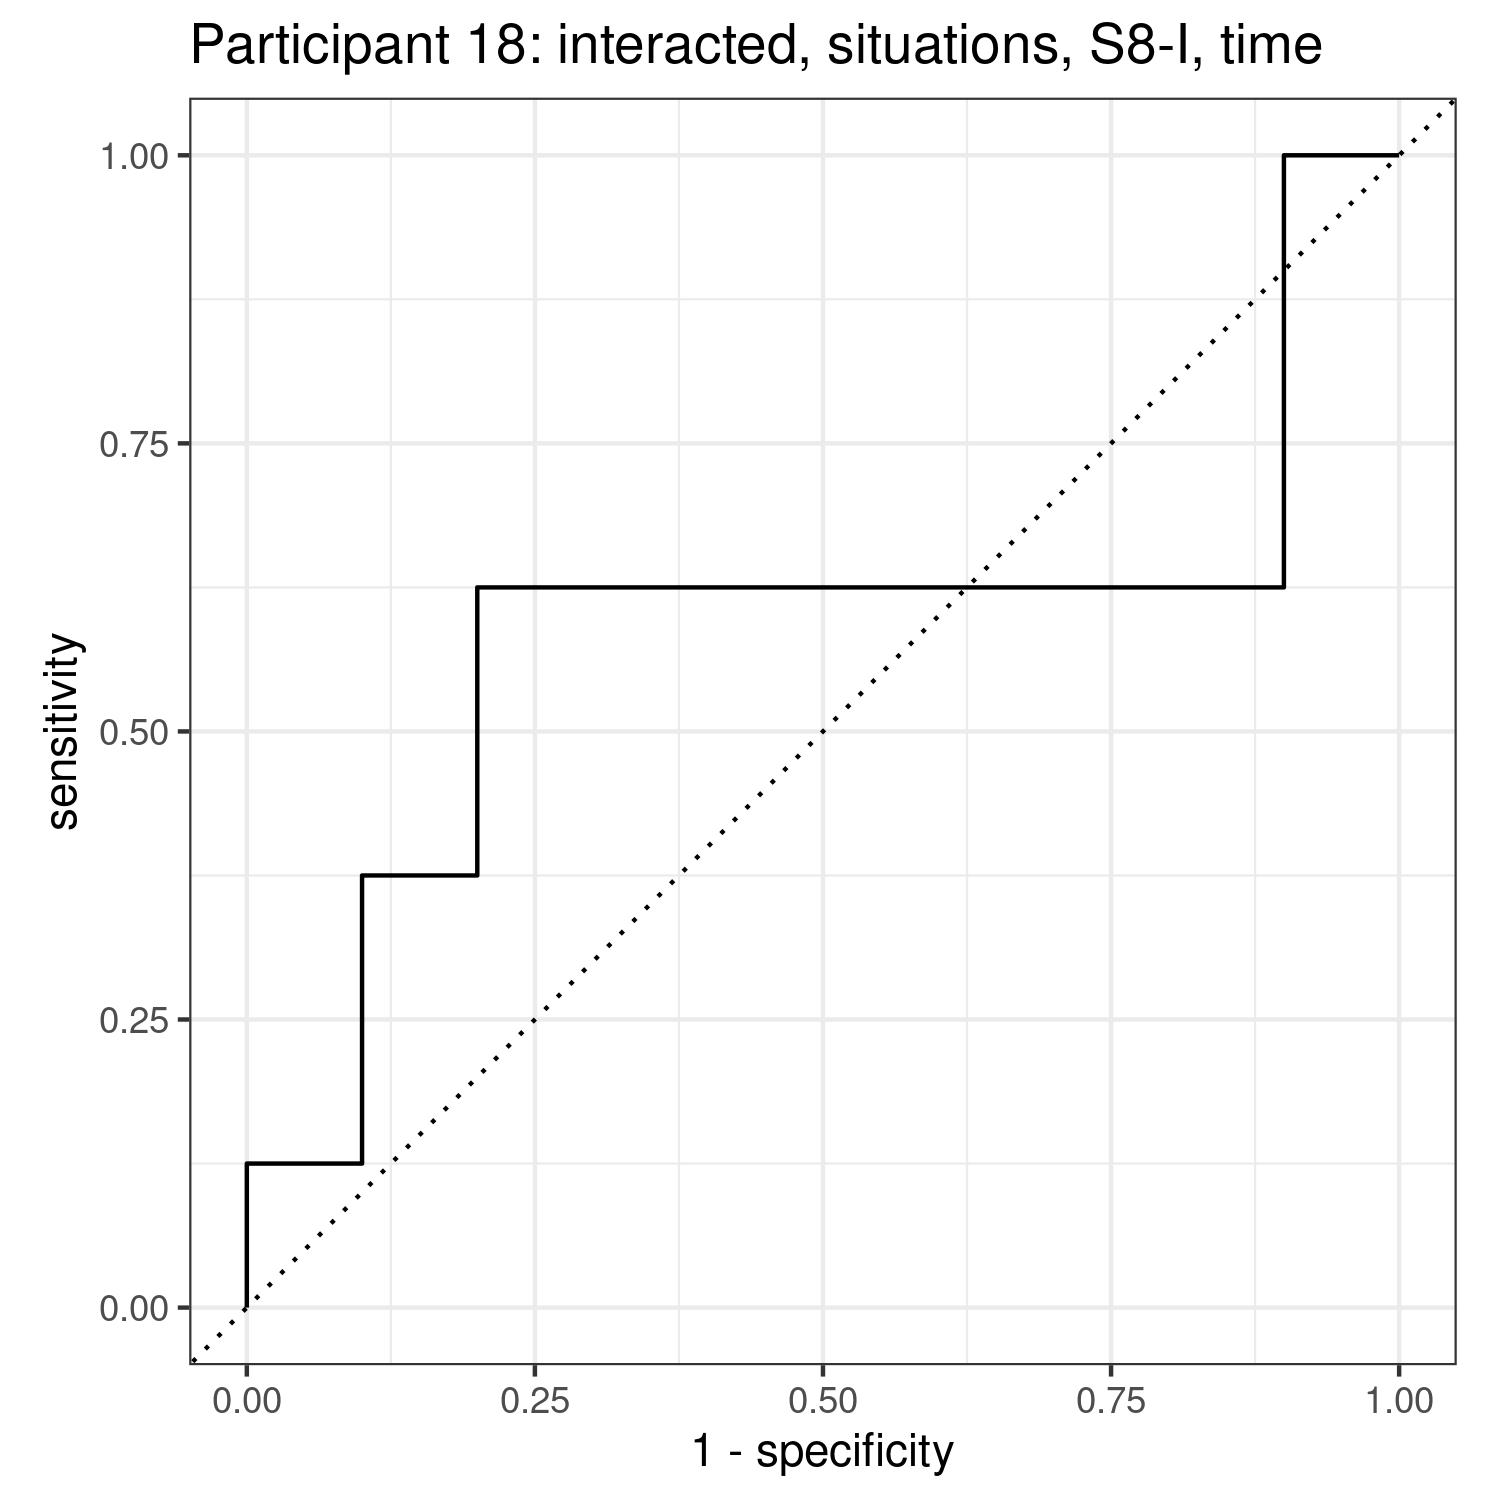 Participant 18: interacted, situations, S8-I, time
1.00
0.75
0.50
0.25
0.00
sensitivity
0.00 0.25 0.50 0.75 1.00
1 - specificity